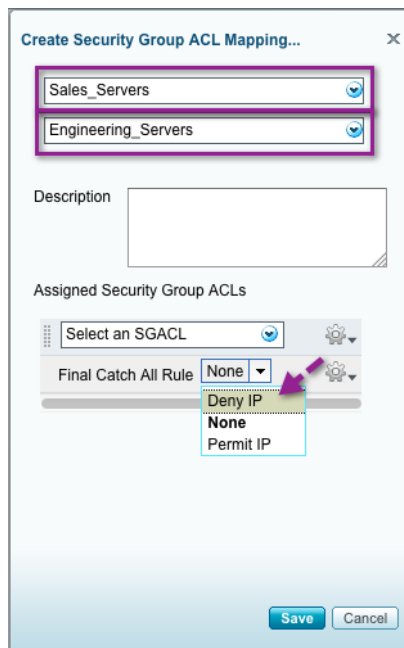 Create Security Group ACL Mapping...
Sales_Servers
Engineering_Servers
Description
Assigned Security Group ACLs
Select an SGACL
Final Catch All Rule None
Deny IP
None
Permit IP
Save Cancel